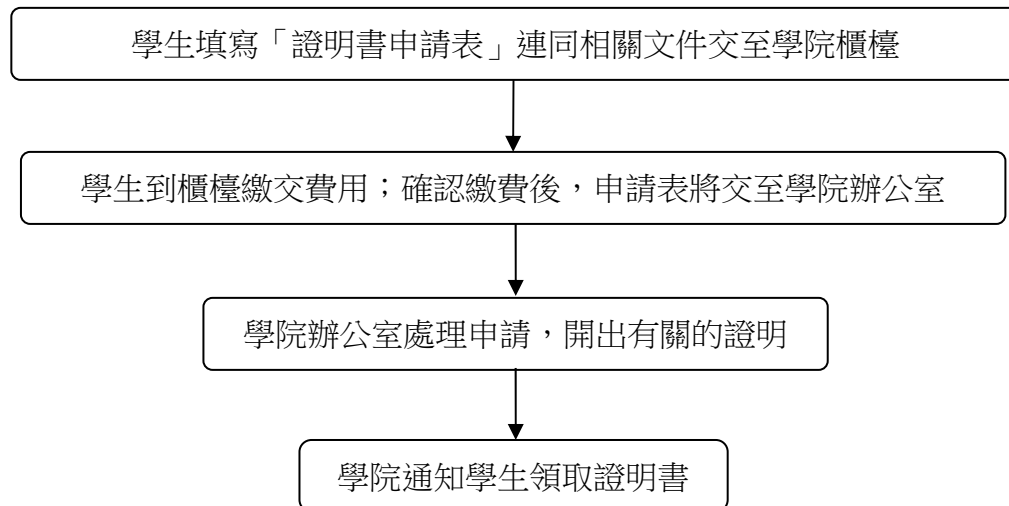 學生填寫「證明書申請表」連同相關文件交至學院櫃檯
學生到櫃檯繳交費用；確認繳費後，申請表將交至學院辦公室
學院辦公室處理申請，開出有關的證明
學院通知學生領取證明書